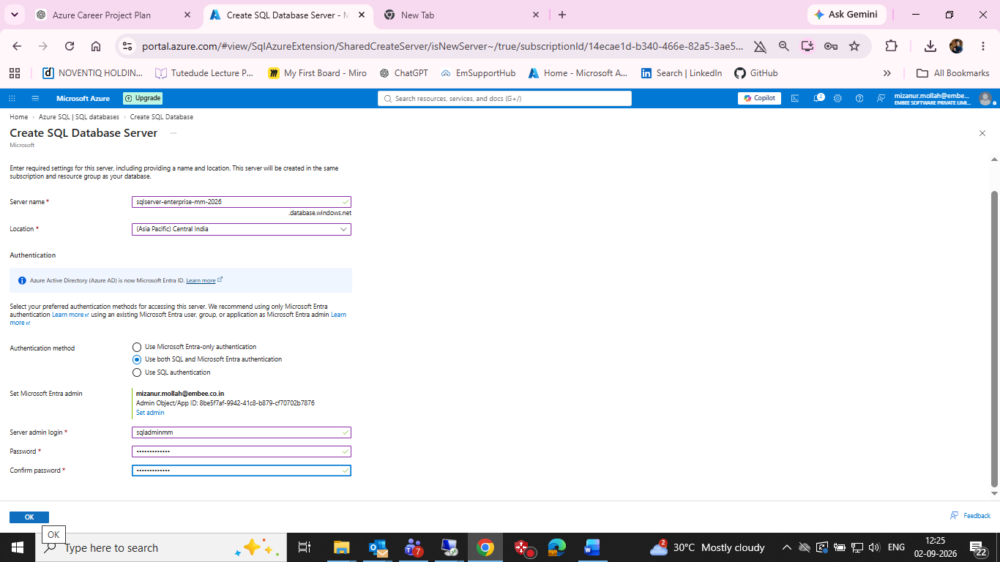 Azure Career Project Plan
Create SQL Database Server - M
New Tab
Ask Gemini
portal.azure.com/#view/SqlAzureExtension/SharedCreateServer/isNewServer~/true/subscriptionId/14ecae1d-b340-466e-82a5-3ae5...
NOVENTIQ HOLDIN...
Tutedude Lecture P...
My First Board - Miro
ChatGPT
EmSupportHub
Home - Microsoft A...
Search | LinkedIn
GitHub
All Bookmarks
Microsoft Azure
Upgrade
Search resources, services, and docs (G+/)
Copilot
2
mizanur.mollah@embe...
EMBEE SOFTWARE PRIVATE LIMI...
Home > Azure SQL | SQL databases > Create SQL Database
Create SQL Database Server ...
Microsoft
Enter required settings for this server, including providing a name and location. This server will be created in the same
subscription and resource group as your database.
Server name *
sqlserver-enterprise-mm-2026
.database.windows.net
Location *
(Asia Pacific) Central India
Authentication
Azure Active Directory (Azure AD) is now Microsoft Entra ID. Learn more
Select your preferred authentication methods for accessing this server. We recommend using only Microsoft Entra
authentication Learn more using an existing Microsoft Entra user, group, or application as Microsoft Entra admin Learn
more
Authentication method
Use Microsoft Entra-only authentication
Use both SQL and Microsoft Entra authentication
Use SQL authentication
Set Microsoft Entra admin
mizanur.mollah@embee.co.in
Admin Object/App ID: 8be5f7af-9942-41c8-b879-cf70702b7876
Set admin
Server admin login *
sqladminmm
Password *
•••••••••••••
Confirm password *
•••••••••••••
OK
Feedback
OK
Type here to search
7
2
30°C Mostly cloudy
ENG
12:25
02-09-2026
22